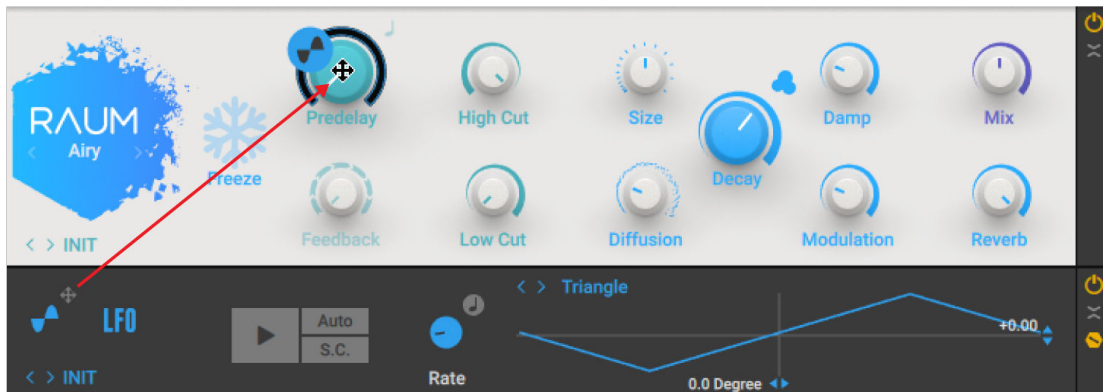 RAUM
Airy
Freeze
< > INIT
Predelay
High Cut
Size
Decay
Damp
Mix
Feedback
Low Cut
Diffusion
Modulation
Reverb
LFO
< > INIT
Auto
S.C.
Rate
< > Triangle
+0.00
0.0 Degree